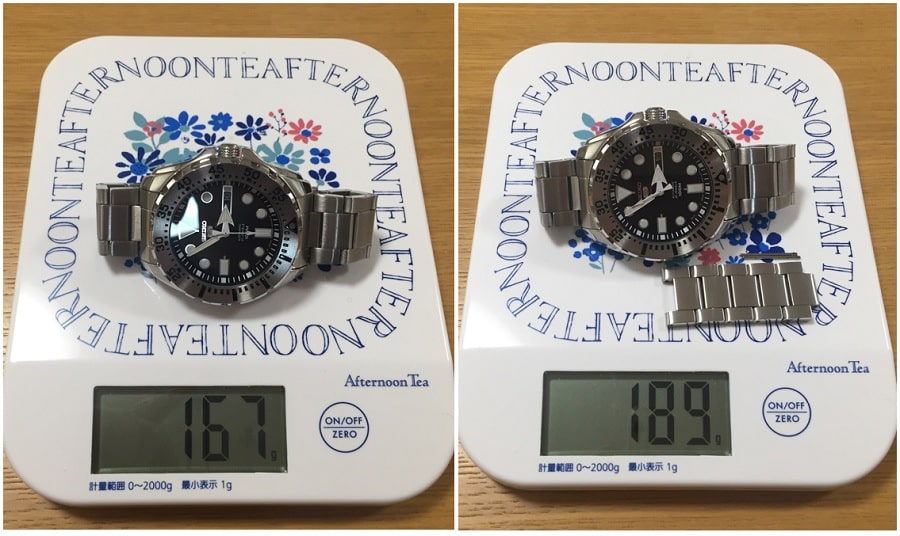 AFTERNOONTEAFTERNOONTEAFTERNOONTEAFTERNOONTEA
Afternoon Tea
167g
ON/OFF
ZERO
計量範囲 0〜2000g 最小表示 1g
SEIKO
AFTERNOONTEAFTERNOONTEAFTERNOONTEAFTERNOONTEA
50
Afternoon Tea
189g
ON/OFF
ZERO
計量範囲 0〜2000g 最小表示 1g